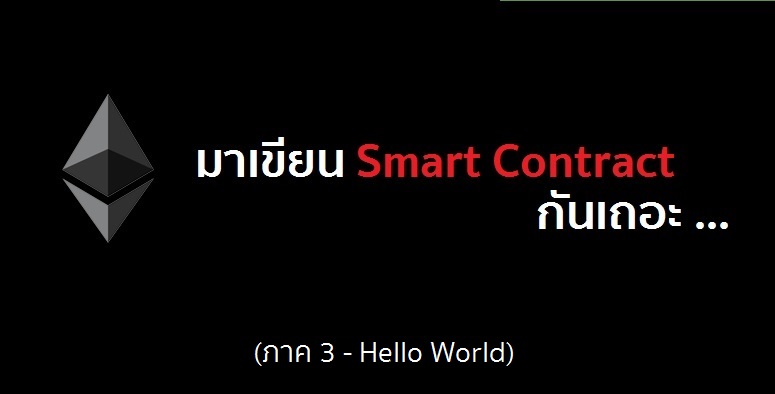 มาเขียน Smart Contract
กันเถอะ ...
(ภาค 3 - Hello World)